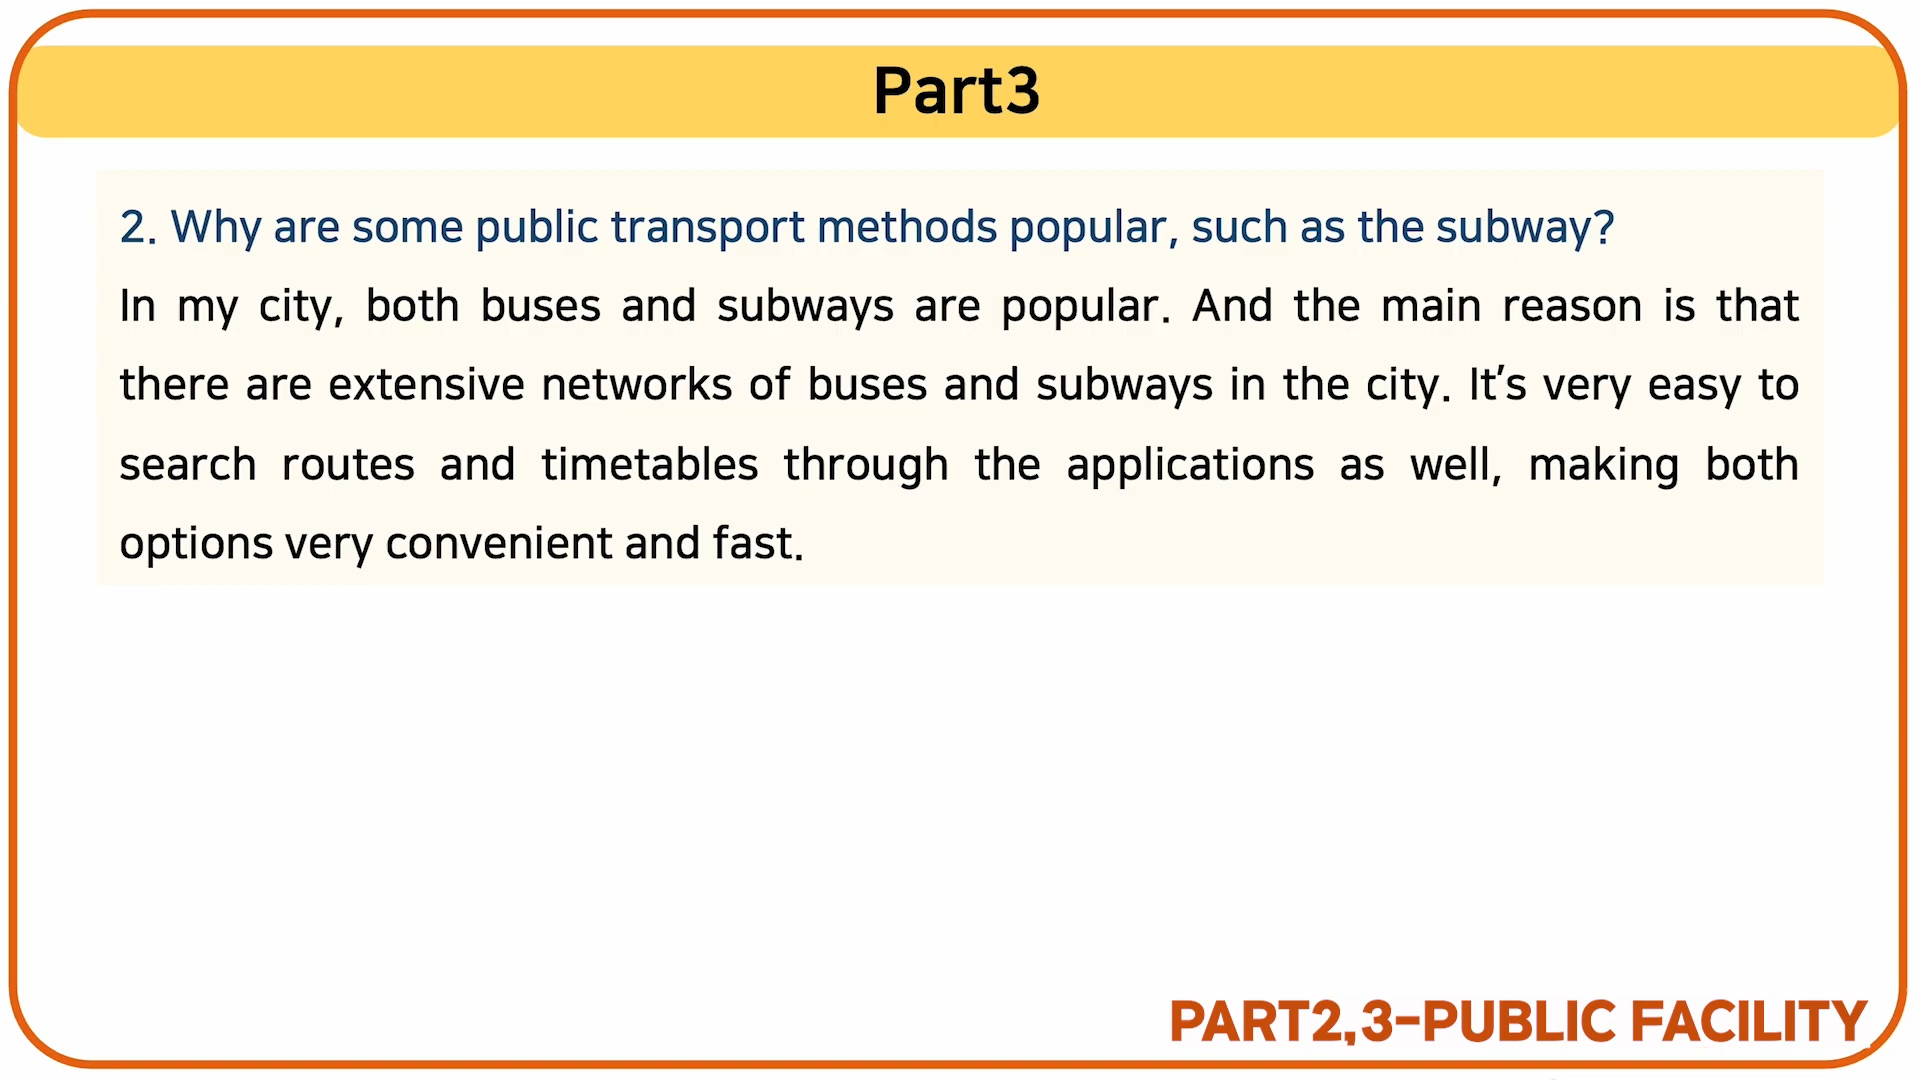 Part3
2. Why are some public transport methods popular, such as the subway?
In my city, both buses and subways are popular. And the main reason is that
there are extensive networks of buses and subways in the city. It's very easy to
search routes and timetables through the applications as well, making both
options very convenient and fast.
PART2,3-PUBLIC FACILITY